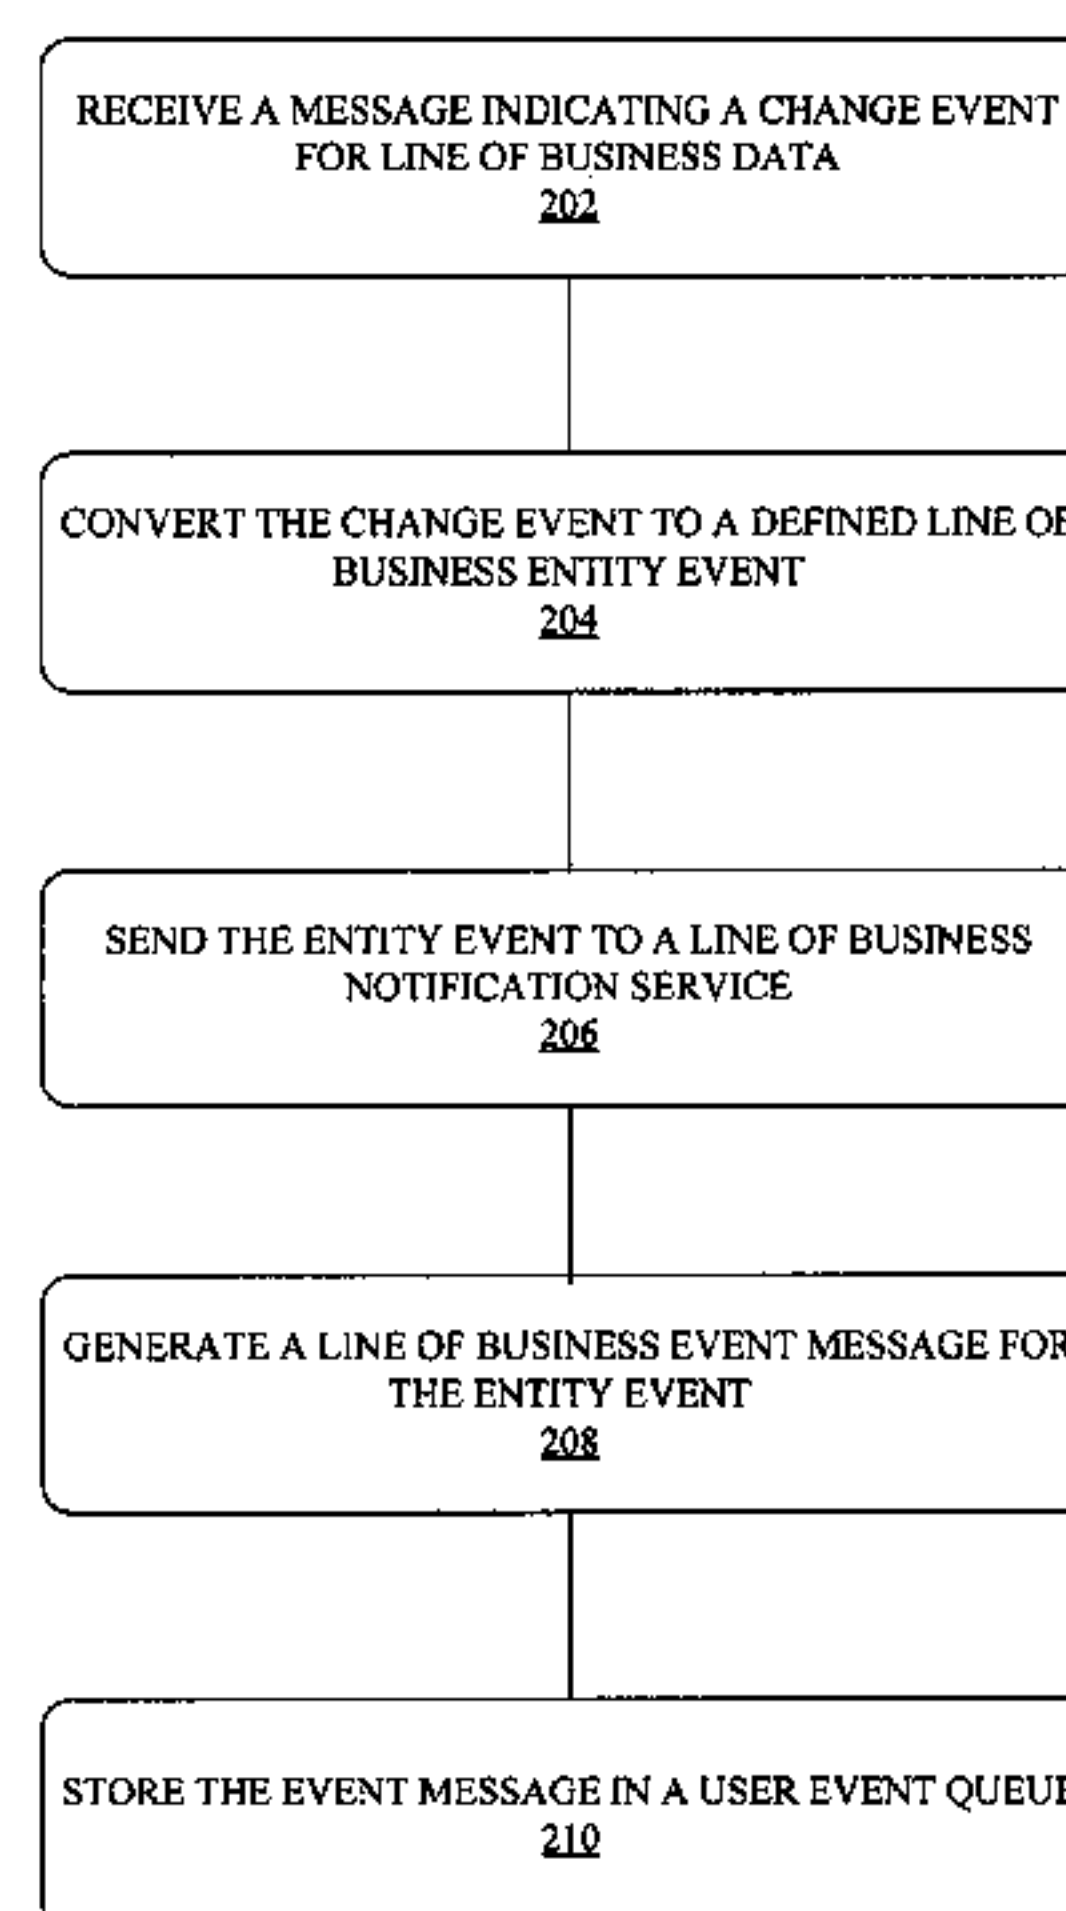 RECEIVE A MESSAGE INDICATING A CHANGE EVENT
FOR LINE OF BUSINESS DATA
202
CONVERT THE CHANGE EVENT TO A DEFINED LINE OF
BUSINESS ENTITY EVENT
204
SEND THE ENTITY EVENT TO A LINE OF BUSINESS
NOTIFICATION SERVICE
206
GENERATE A LINE OF BUSINESS EVENT MESSAGE FOR
THE ENTITY EVENT
208
STORE THE EVENT MESSAGE IN A USER EVENT QUEUE
210